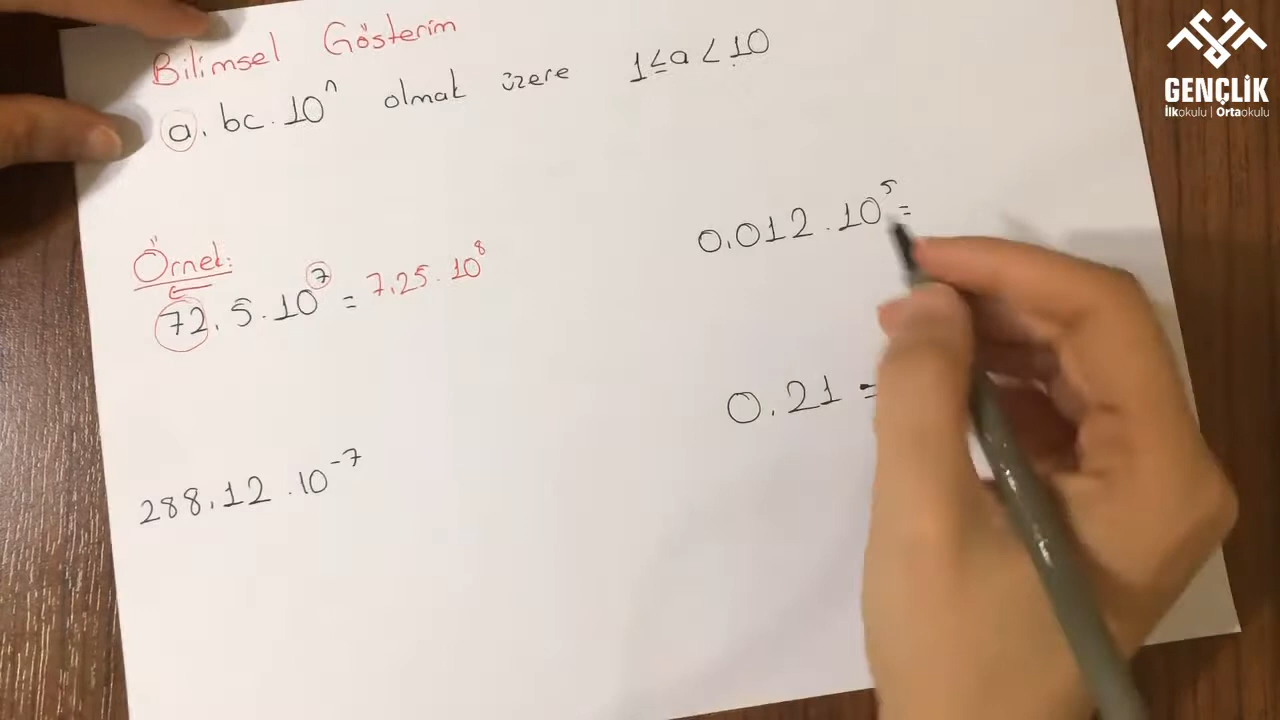 Bilimsel Gösterim
a.bc.10ⁿ olmak üzere 1≤a<10
Örnek:
72.5.10⁷ = 7.25.10⁸
288.12.10⁻⁷
0.012.10⁵=
0.21 =
GENÇLİK
İlkokulu | Ortaokulu